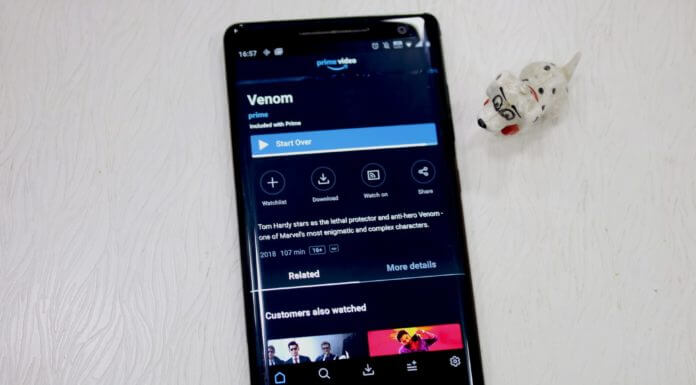 16:57
prime video
Venom
prime
Included with Prime
Start Over
Watchlist
Download
Watch on
Share
Tom Hardy stars as the lethal protector and anti-hero Venom -
one of Marvel's most enigmatic and complex characters.
2018 107 min 16+
Related
More details
Customers also watched